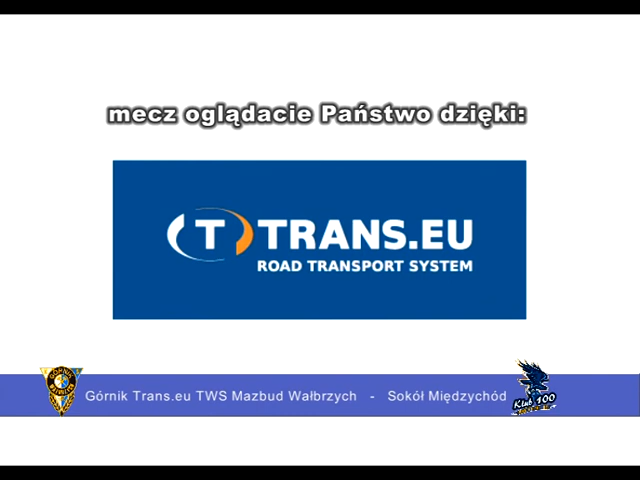 mecz oglądacie Państwo dzięki:
T TRANS.EU
ROAD TRANSPORT SYSTEM
GÓRNIK
Górnik Trans.eu TWS Mazbud Wałbrzych - Sokół Międzychód
Klub 100